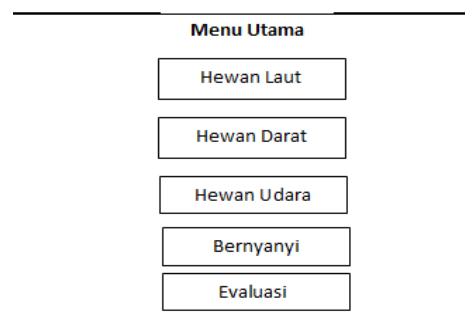 Menu Utama
Hewan Laut
Hewan Darat
Hewan Udara
Bernyanyi
Evaluasi